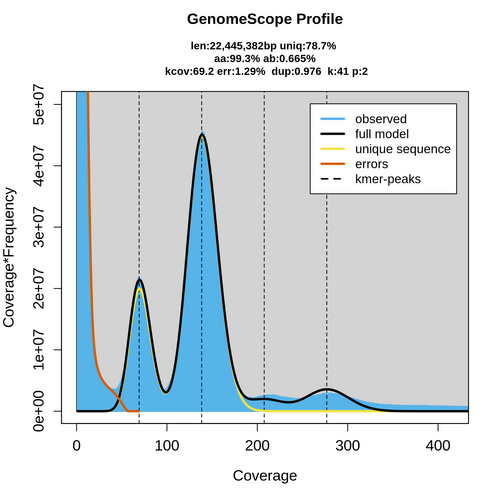 GenomeScope Profile
len:22,445,382bp uniq:78.7%
aa:99.3% ab:0.665%
kcov:69.2 err:1.29% dup:0.976 k:41 p:2
observed
full model
unique sequence
errors
kmer-peaks
Coverage*Frequency
5e+07
4e+07
3e+07
2e+07
1e+07
0e+00
0 100 200 300 400
Coverage